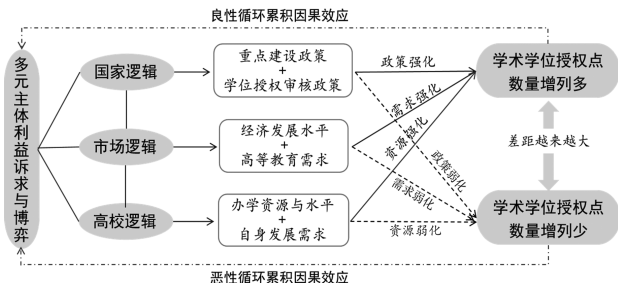 良性循环累积因果效应
多元主体利益诉求与博弈
国家逻辑
市场逻辑
高校逻辑
重点建设政策
+
学位授权审核政策
经济发展水平
+
高等教育需求
办学资源与水平
+
自身发展需求
政策强化
需求强化
资源强化
政策弱化
需求弱化
资源弱化
学术学位授权点
数量增列多
差距越来越大
学术学位授权点
数量增列少
恶性循环累积因果效应